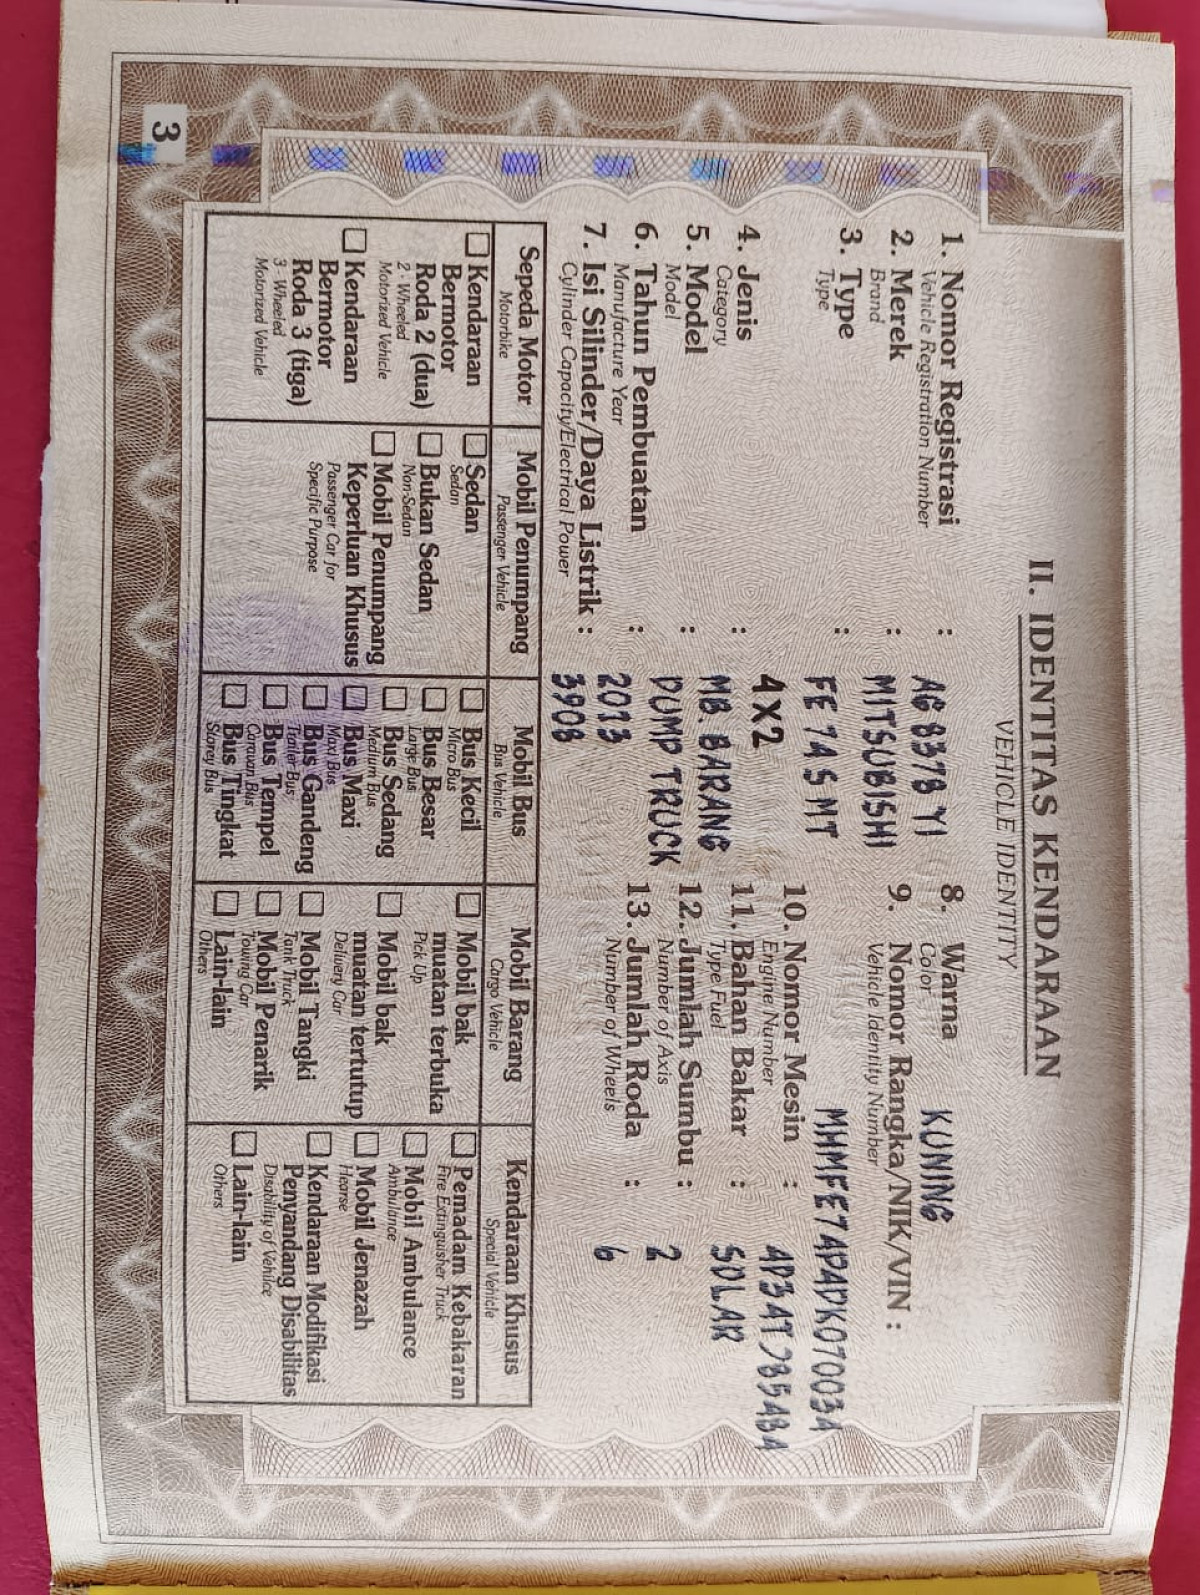 II. IDENTITAS KENDARAAN
VEHICLE IDENTITY
1. Nomor Registrasi : AG 8378 YI
Vehicle Registration Number
2. Merek : MITSUBISHI
Brand
3. Type : FE 74 S MT
Type
4X2
4. Jenis : MB. BARANG
Category
5. Model : DUMP TRUCK
Model
6. Tahun Pembuatan : 2013
Manufacture Year
7. Isi Silinder/Daya Listrik : 3908
Cylinder Capacity/Electrical Power
8. Warna KUNING
Color
9. Nomor Rangka/NIK/VIN :
Vehicle Identity Number
MHMFE74P4DK070034
10. Nomor Mesin :
Engine Number
11. Bahan Bakar : SOLAR
Type Fuel
12. Jumlah Sumbu : 2
Number of Axis
13. Jumlah Roda : 6
Number of Wheels
Sepeda Motor
Motorbike
Kendaraan
Bermotor
Roda 2 (dua)
2 - Wheeled
Motorized Vehicle
Kendaraan
Bermotor
Roda 3 (tiga)
3 - Wheeled
Motorized Vehicle
Mobil Penumpang
Passenger Vehicle
Sedan
Sedan
Bukan Sedan
Non-Sedan
Mobil Penumpang
Keperluan Khusus
Passenger Car for
Specific Purpose
Mobil Bus
Bus Vehicle
Bus Kecil
Micro Bus
Bus Besar
Large Bus
Bus Sedang
Medium Bus
Bus Maxi
Maxi Bus
Bus Gandeng
Trailer Bus
Bus Tempel
Caravan Bus
Bus Tingkat
Storey Bus
Mobil Barang
Cargo Vehicle
Mobil bak
muatan terbuka
Pick Up
Mobil bak
muatan tertutup
Delivery Car
Mobil Tangki
Tank Truck
Mobil Penarik
Towing Car
Lain-lain
Others
Kendaraan Khusus
Special Vehicle
Pemadam Kebakaran
Fire Extinguisher Truck
Mobil Ambulance
Ambulance
Mobil Jenazah
Hearse
Kendaraan Modifikasi
Penyandang Disabilitas
Disability of Vehilce
Lain-lain
Others
3